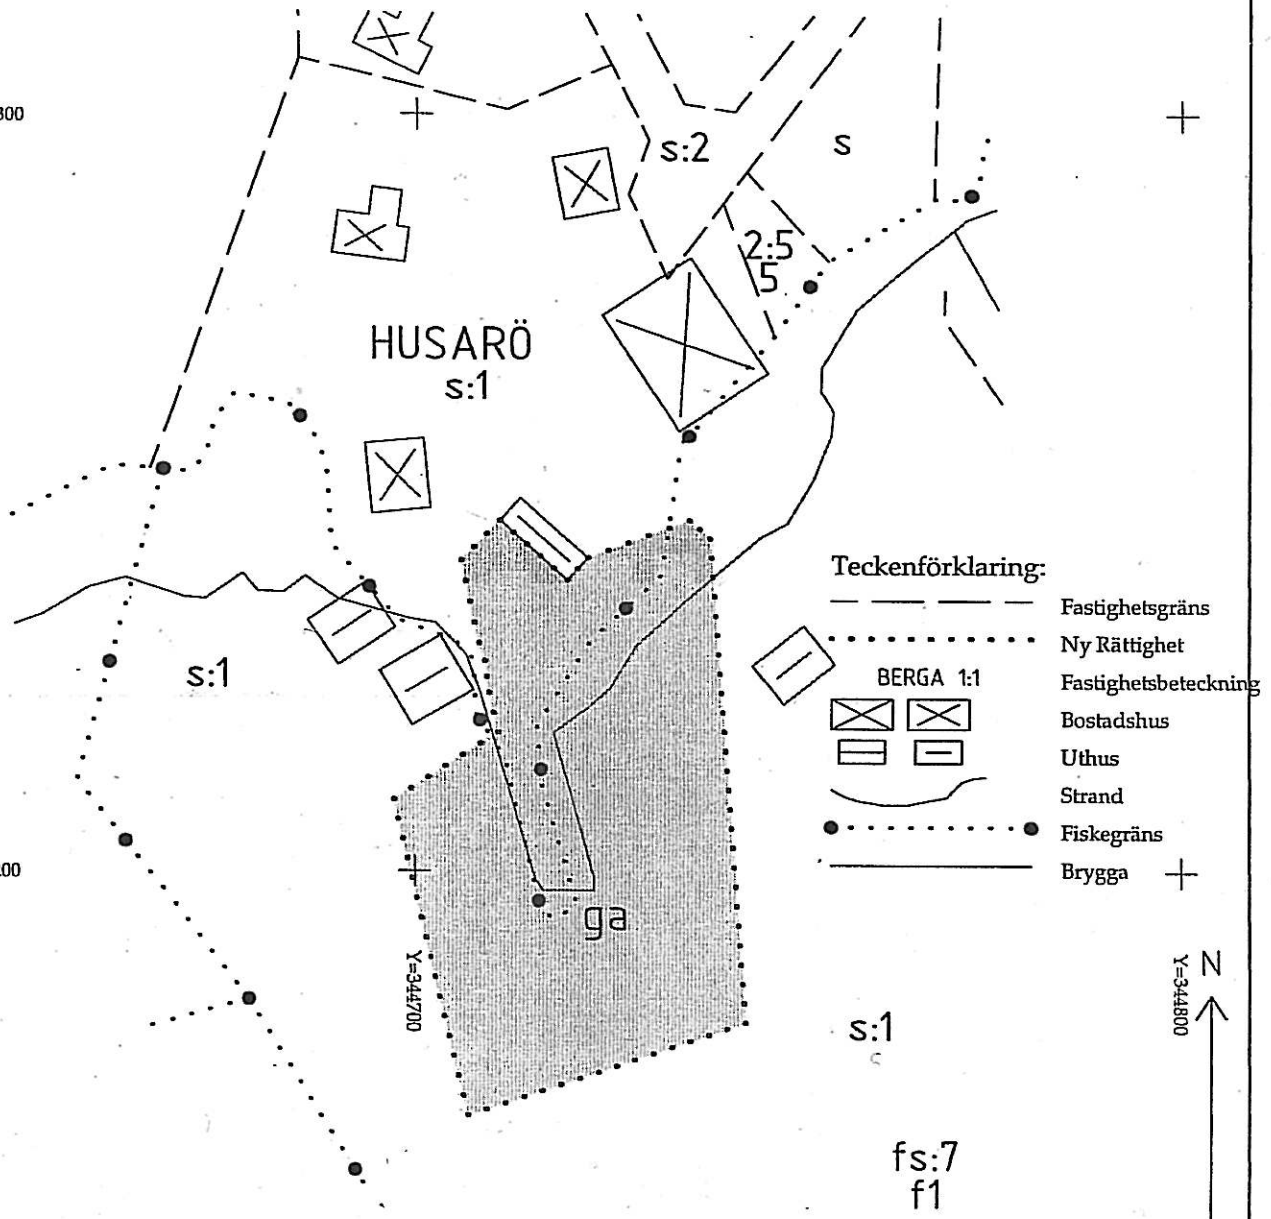 300
s:2
s
2:5
5
HUSARÖ
s:1
Teckenförklaring:
Fastighetsgräns
Ny Rättighet
BERGA 1:1
Fastighetsbeteckning
Bostadshus
Uthus
Strand
Fiskegräns
Brygga
s:1
00
ga
Y=344700
Y=344800
N
s:1
fs:7
f1